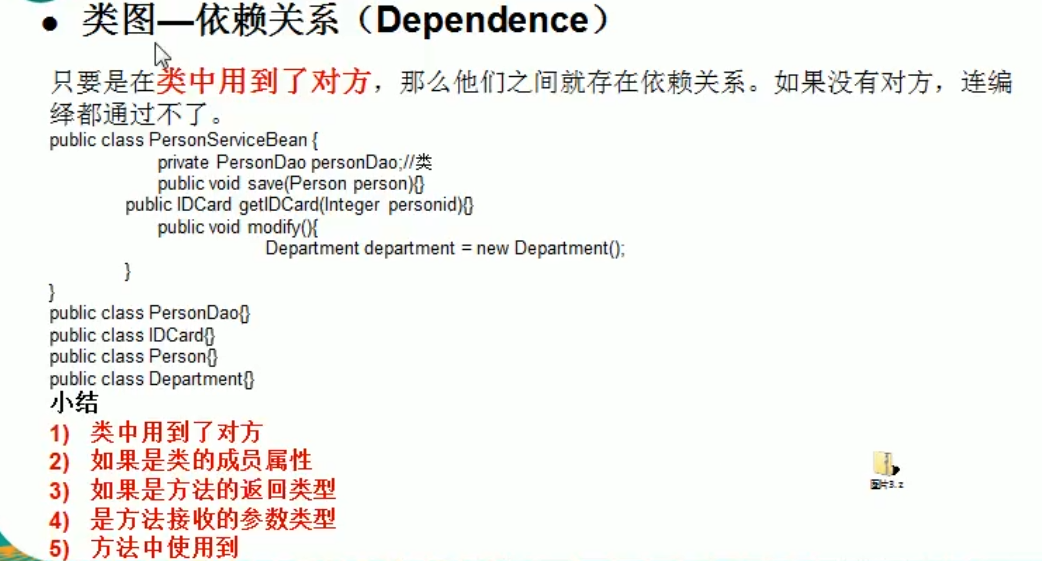 ● 类图—依赖关系（Dependence）
只要是在类中用到了对方，那么他们之间就存在依赖关系。如果没有对方，连编
绎都通过不了。
public class PersonServiceBean {
private PersonDao personDao;//类
public void save(Person person){}
public IDCard getIDCard(Integer personid){}
public void modify(){
Department department = new Department();
}
}
public class PersonDao{}
public class IDCard{}
public class Person{}
public class Department{}
小结
1) 类中用到了对方
2) 如果是类的成员属性
3) 如果是方法的返回类型
4) 是方法接收的参数类型
5) 方法中使用到
图片3.z